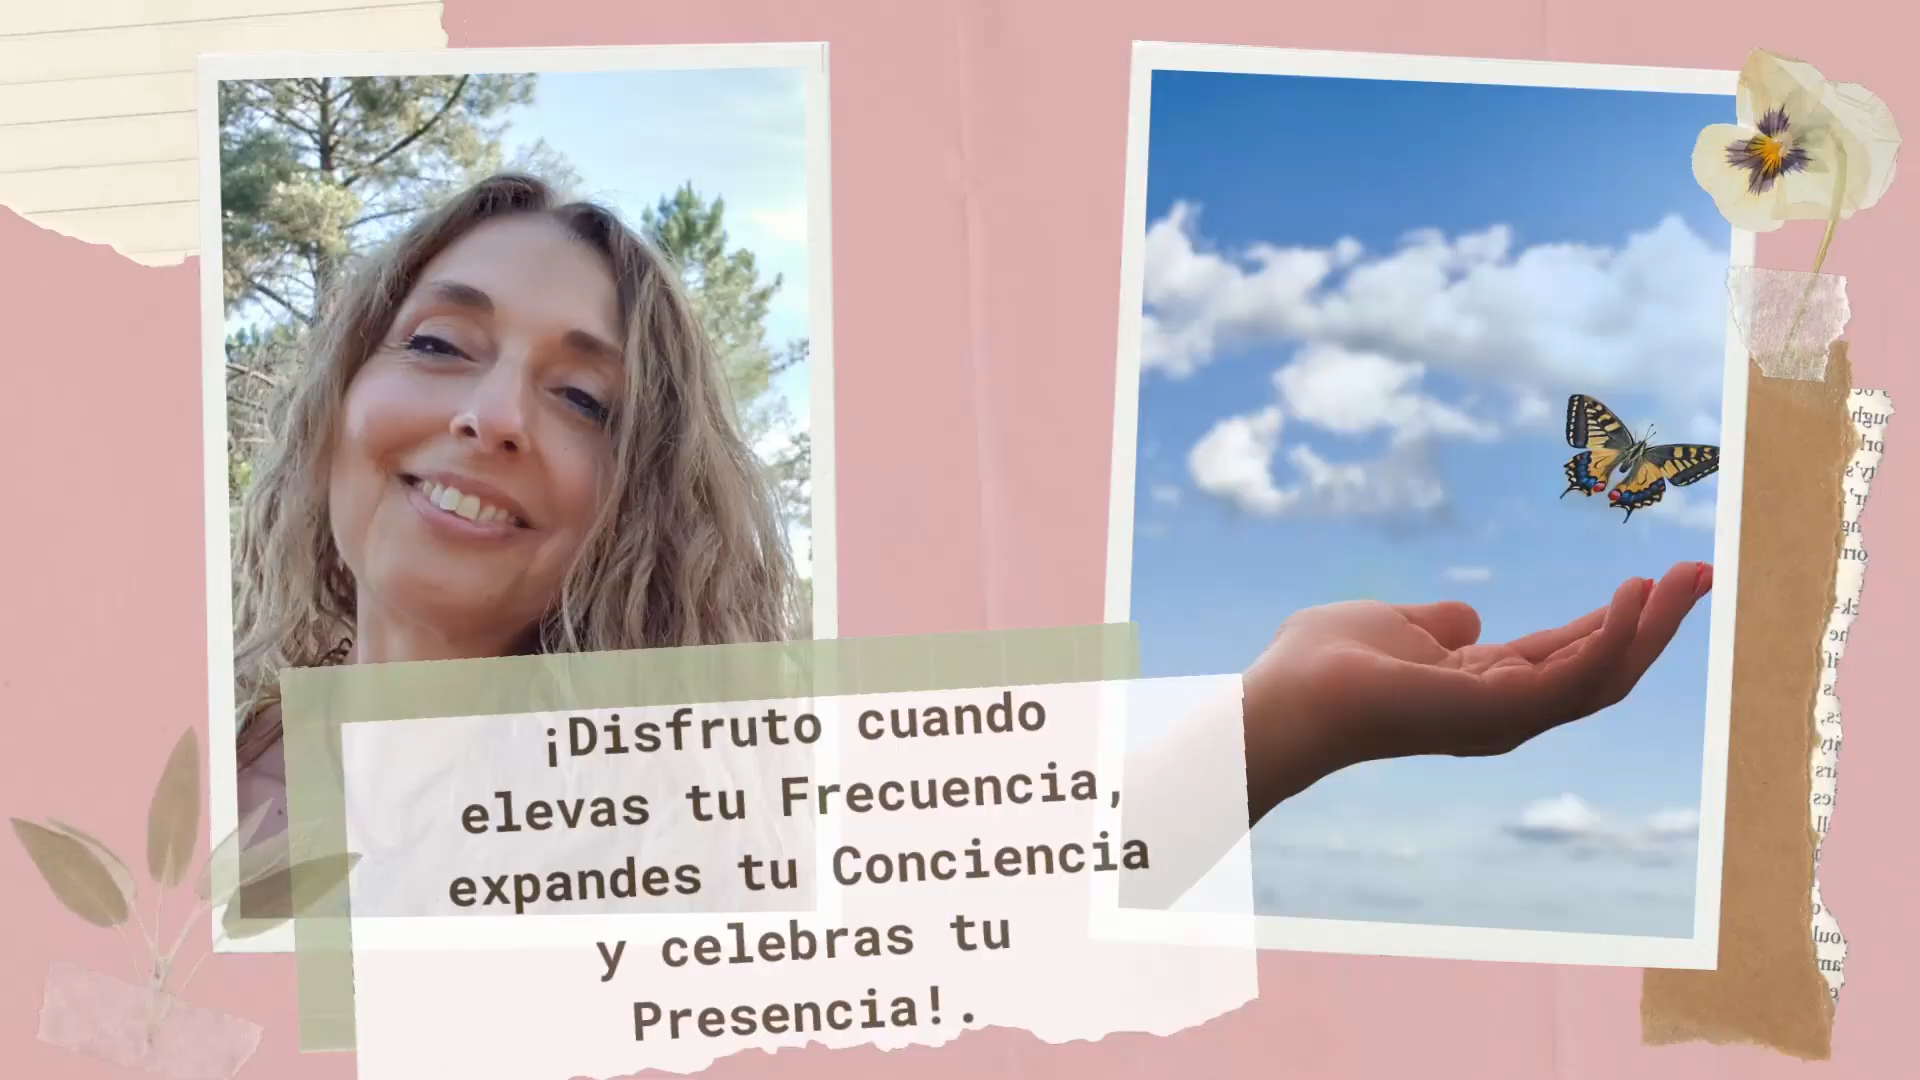 ¡Disfruto cuando
elevas tu Frecuencia,
expandes tu Conciencia
y celebras tu
Presencia!.